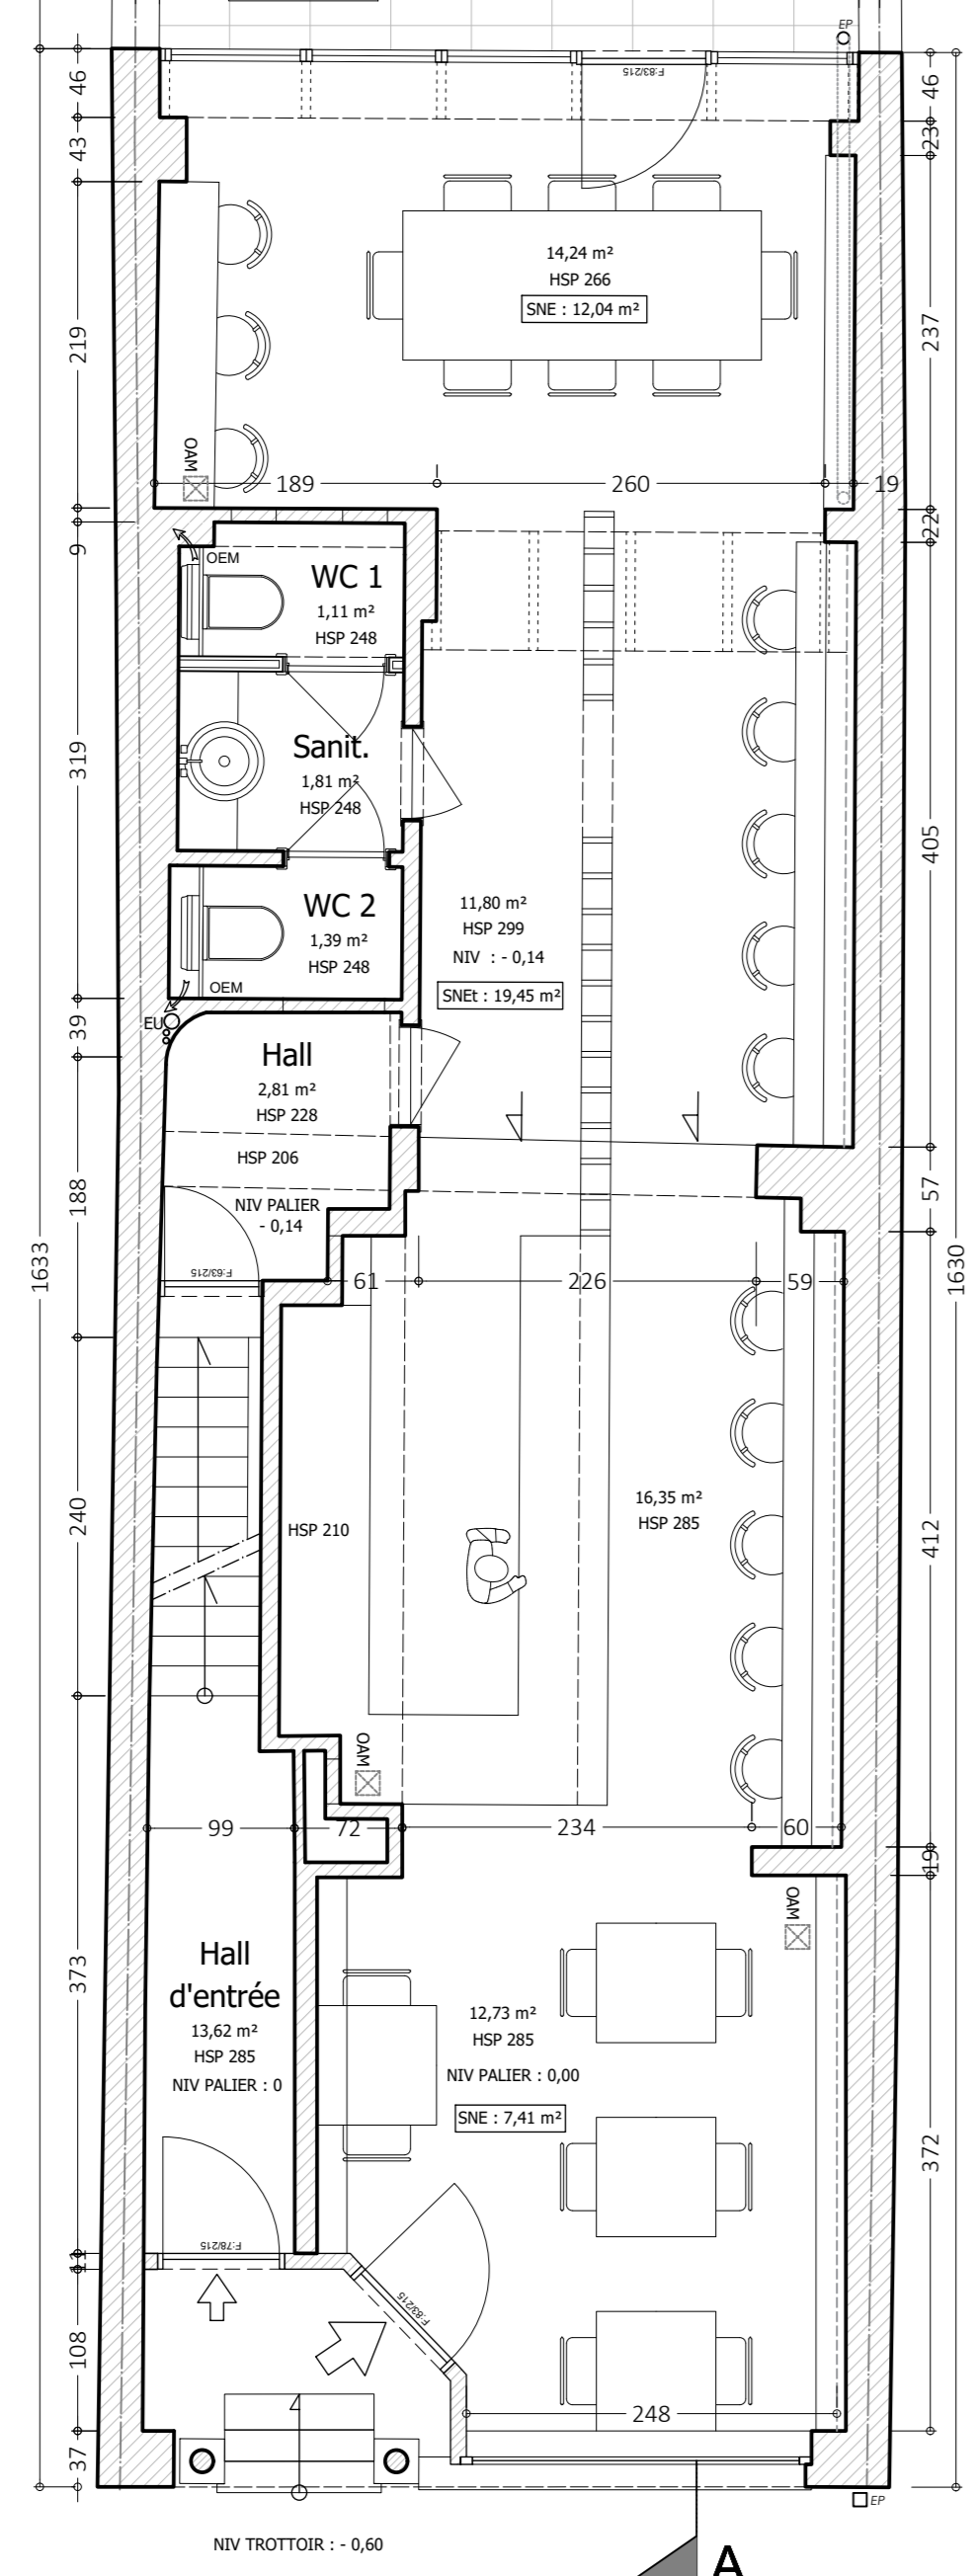 EP
46
46
F:83/215
43
23
14,24 m²
HSP 266
SNE : 12,04 m²
219
237
OAM
189
260
19
22
9
OEM
WC 1
1,11 m²
HSP 248
Sanit.
1,81 m²
HSP 248
319
405
WC 2
1,39 m²
HSP 248
OEM
11,80 m²
HSP 299
NIV : - 0,14
SNEt : 19,45 m²
EU
39
Hall
2,81 m²
HSP 228
HSP 206
NIV PALIER
- 0,14
188
57
1633
1630
F:63/215
61
226
59
240
HSP 210
16,35 m²
HSP 285
412
OAM
99
72
234
60
19
OAM
373
Hall
d'entrée
13,62 m²
HSP 285
NIV PALIER : 0
12,73 m²
HSP 285
NIV PALIER : 0,00
SNE : 7,41 m²
372
F:78/215
11
F:83/215
108
248
37
EP
NIV TROTTOIR : - 0,60
A